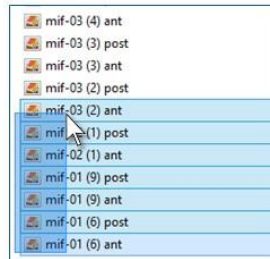 mif-03 (4) ant
mif-03 (3) post
mif-03 (3) ant
mif-03 (2) post
mif-03 (2) ant
(1) post
mif-02 (1) ant
mif-01 (9) post
mif-01 (9) ant
mif-01 (6) post
mif-01 (6) ant